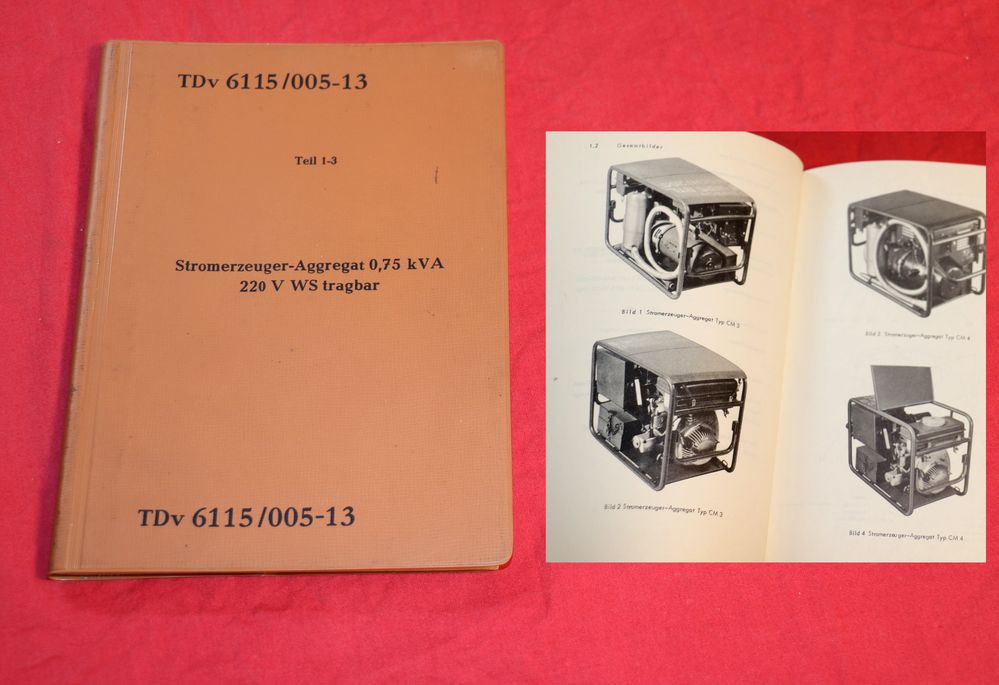 TDv 6115/005-13
Teil 1-3
Stromerzeuger-Aggregat 0,75 kVA
220 V WS tragbar
TDv 6115/005-13
1,2 Gesamtbilder
Bild 1 Stromerzeuger-Aggregat Typ CM 3
Bild 2 Stromerzeuger-Aggregat Typ CM 3
Stromerzeuger-Aggregat Typ CM 4
Bild 4 Stromerzeuger-Aggregat Typ CM 4